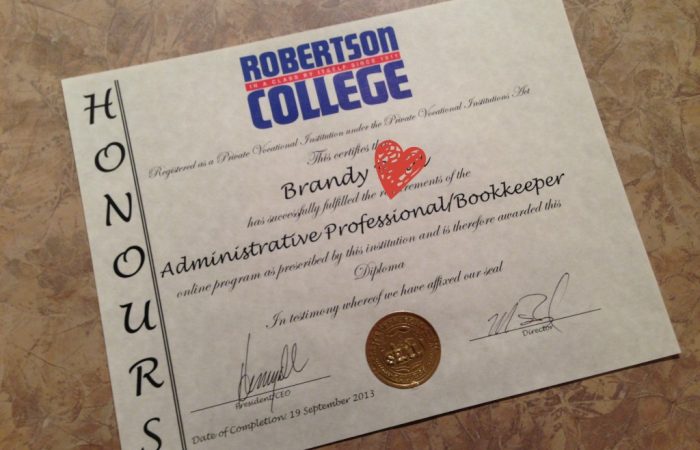 HONOURS
ROBERTSON
IN A CLASS BY ITSELF SINCE 1911
COLLEGE
Registered as a Private Vocational Institution under the Private Vocational Institutions Act
This certifies
Brandy
has successfully fulfilled the requirements of the
Administrative Professional/Bookkeeper
online program as prescribed by this institution and is therefore awarded this
Diploma
In testimony whereof we have affixed our seal
SEAL
President/CEO
Director
Date of Completion: 19 September 2013